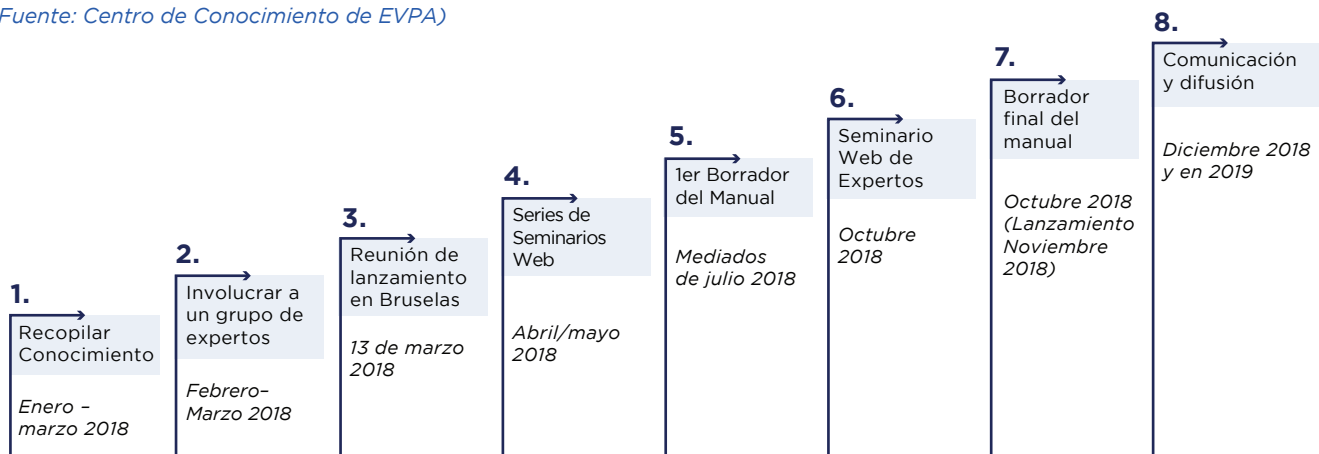 Fuente: Centro de Conocimiento de EVPA)
1.
Recopilar
Conocimiento
Enero –
marzo 2018
2.
Involucrar a
un grupo de
expertos
Febrero–
Marzo 2018
3.
Reunión de
lanzamiento
en Bruselas
13 de marzo
2018
4.
Series de
Seminarios
Web
Abril/mayo
2018
5.
1er Borrador
del Manual
Mediados
de julio 2018
6.
Seminario
Web de
Expertos
Octubre
2018
7.
Borrador
final del
manual
Octubre 2018
(Lanzamiento
Noviembre
2018)
8.
Comunicación
y difusión
Diciembre 2018
y en 2019